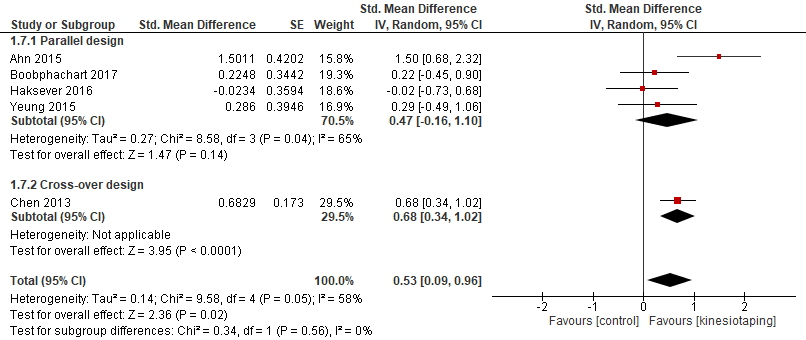 Std. Mean Difference Std. Mean Difference
Study or Subgroup Std. Mean Difference SE Weight IV, Random, 95% CI IV, Random, 95% CI
1.7.1 Parallel design
Ahn 2015 1.5011 0.4202 15.8% 1.50 [0.68, 2.32]
Boobphachart 2017 0.2248 0.3442 19.3% 0.22 [-0.45, 0.90]
Haksever 2016 -0.0234 0.3594 18.6% -0.02 [-0.73, 0.68]
Yeung 2015 0.286 0.3946 16.9% 0.29 [-0.49, 1.06]
Subtotal (95% CI) 70.5% 0.47 [-0.16, 1.10]
Heterogeneity: Tau² = 0.27; Chi² = 8.58, df = 3 (P = 0.04); I² = 65%
Test for overall effect: Z = 1.47 (P = 0.14)
1.7.2 Cross-over design
Chen 2013 0.6829 0.173 29.5% 0.68 [0.34, 1.02]
Subtotal (95% CI) 29.5% 0.68 [0.34, 1.02]
Heterogeneity: Not applicable
Test for overall effect: Z = 3.95 (P < 0.0001)
Total (95% CI) 100.0% 0.53 [0.09, 0.96]
Heterogeneity: Tau² = 0.14; Chi² = 9.58, df = 4 (P = 0.05); I² = 58%
Test for overall effect: Z = 2.36 (P = 0.02)
Test for subgroup differences: Chi² = 0.34, df = 1 (P = 0.56), I² = 0%
-2 -1 0 1 2
Favours [control] Favours [kinesiotaping]